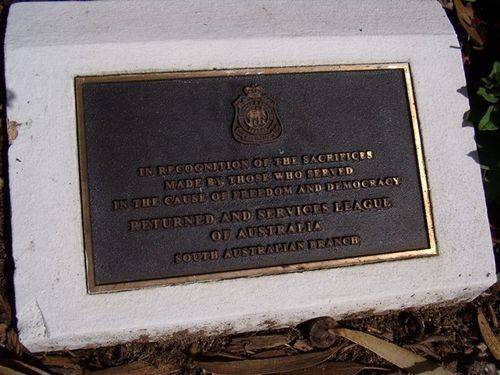 IN RECOGNITION OF THE SACRIFICES
MADE BY THOSE WHO SERVED
IN THE CAUSE OF FREEDOM AND DEMOCRACY
RETURNED AND SERVICES LEAGUE
OF AUSTRALIA
SOUTH AUSTRALIAN BRANCH